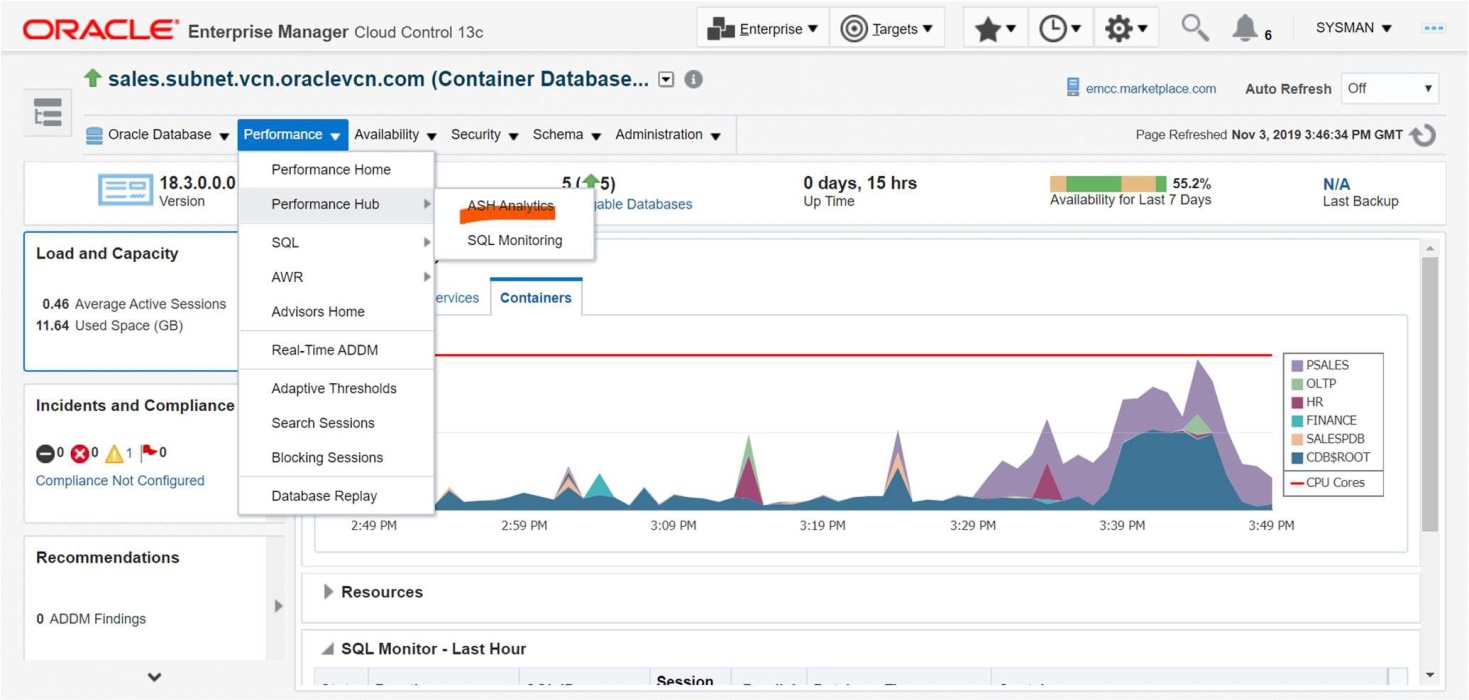 ORACLE Enterprise Manager Cloud Control 13c
Enterprise Targets 6 SYSMAN
sales.subnet.vcn.oraclevcn.com (Container Database...
emcc.marketplace.com Auto Refresh Off
Oracle Database Performance Availability Security Schema Administration
Page Refreshed Nov 3, 2019 3:46:34 PM GMT
18.3.0.0.0
Version
5 (5)
gable Databases
0 days, 15 hrs
Up Time
55.2%
Availability for Last 7 Days
N/A
Last Backup
Performance Home
Performance Hub
SQL
AWR
Advisors Home
Real-Time ADDM
Adaptive Thresholds
Search Sessions
Blocking Sessions
Database Replay
ASH Analytics
SQL Monitoring
Load and Capacity
0.46 Average Active Sessions
11.64 Used Space (GB)
Incidents and Compliance
0 0 1 0
Compliance Not Configured
Recommendations
0 ADDM Findings
ervices Containers
PSALES
OLTP
HR
FINANCE
SALESPDB
CDB$ROOT
CPU Cores
2:49 PM 2:59 PM 3:09 PM 3:19 PM 3:29 PM 3:39 PM 3:49 PM
Resources
SQL Monitor - Last Hour
Session